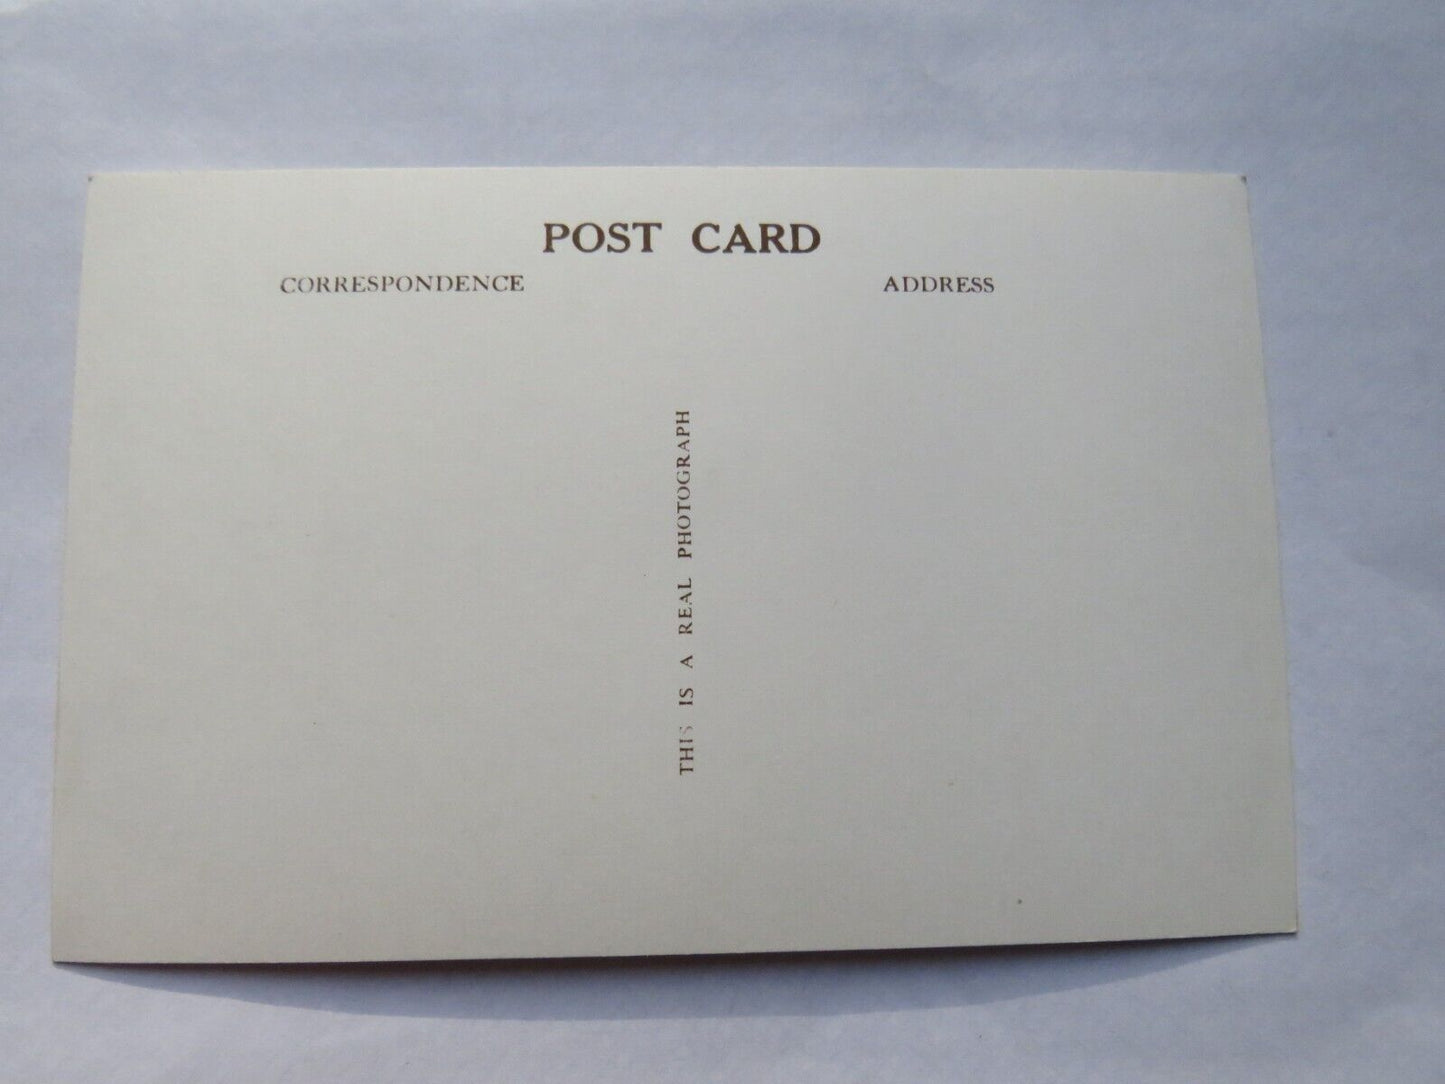 POST CARD
CORRESPONDENCE
ADDRESS
THIS IS A REAL PHOTOGRAPH